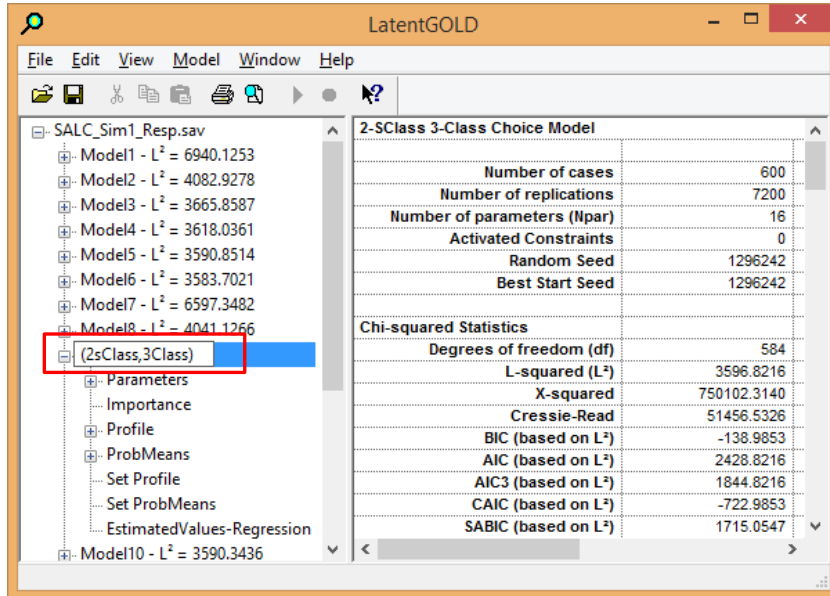 LatentGOLD
File Edit View Model Window Help
SALC_Sim1_Resp.sav
Model1 - L² = 6940.1253
Model2 - L² = 4082.9278
Model3 - L² = 3665.8587
Model4 - L² = 3618.0361
Model5 - L² = 3590.8514
Model6 - L² = 3583.7021
Model7 - L² = 6597.3482
Model8 - L² = 4041.1266
(2sClass,3Class)
Parameters
Importance
Profile
ProbMeans
Set Profile
Set ProbMeans
EstimatedValues-Regression
Model10 - L² = 3590.3436
2-SClass 3-Class Choice Model
Number of cases 600
Number of replications 7200
Number of parameters (Npar) 16
Activated Constraints 0
Random Seed 1296242
Best Start Seed 1296242
Chi-squared Statistics
Degrees of freedom (df) 584
L-squared (L²) 3596.8216
X-squared 750102.3140
Cressie-Read 51456.5326
BIC (based on L²) -138.9853
AIC (based on L²) 2428.8216
AIC3 (based on L²) 1844.8216
CAIC (based on L²) -722.9853
SABIC (based on L²) 1715.0547